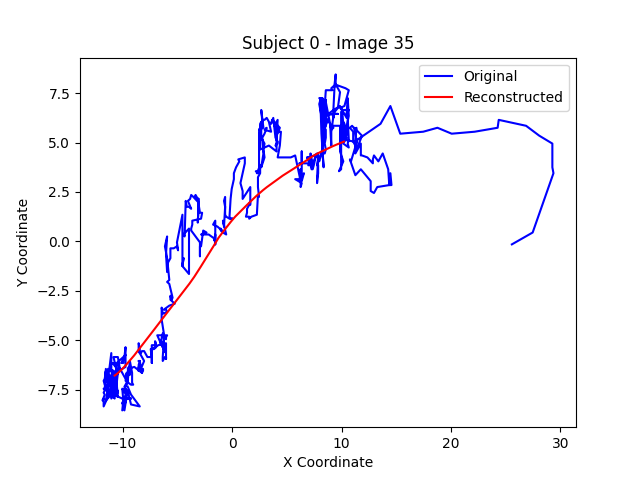 Subject 0 - Image 35
Original
Reconstructed
7.5
5.0
2.5
0.0
−2.5
−5.0
−7.5
Y Coordinate
−10 0 10 20 30
X Coordinate